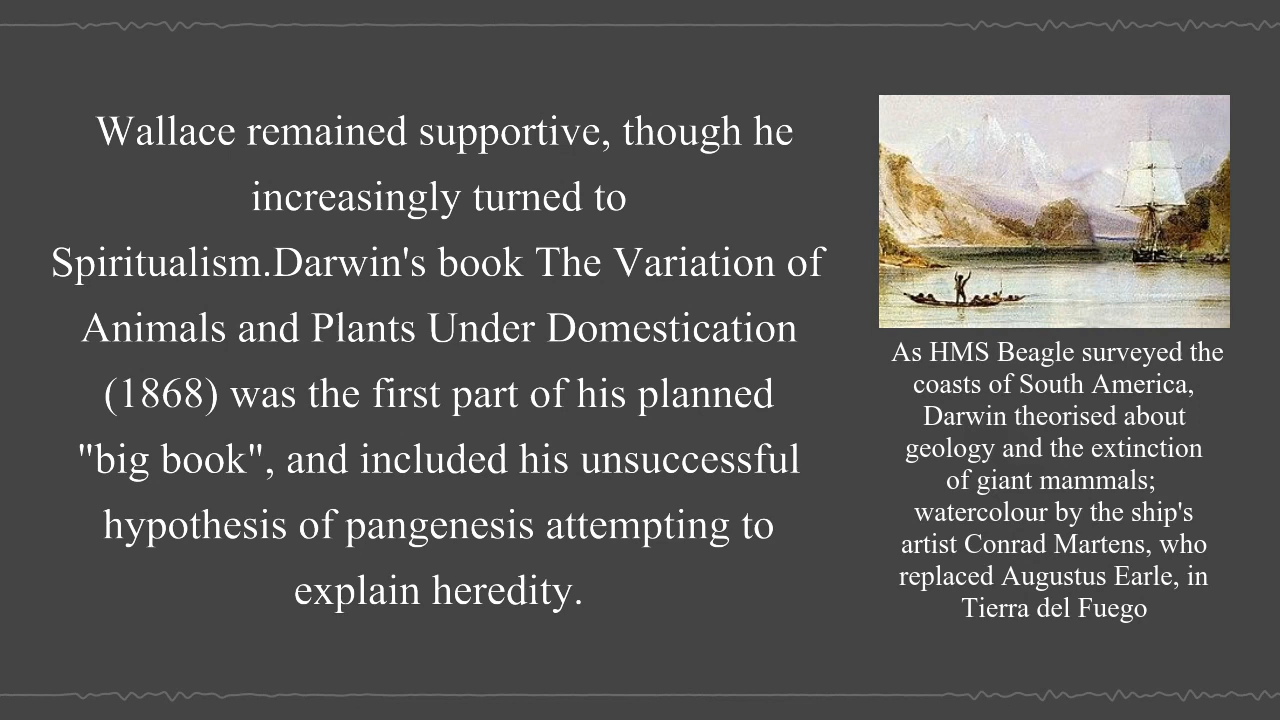 Wallace remained supportive, though he
increasingly turned to
Spiritualism.Darwin's book The Variation of
Animals and Plants Under Domestication
(1868) was the first part of his planned
"big book", and included his unsuccessful
hypothesis of pangenesis attempting to
explain heredity.
As HMS Beagle surveyed the
coasts of South America,
Darwin theorised about
geology and the extinction
of giant mammals;
watercolour by the ship's
artist Conrad Martens, who
replaced Augustus Earle, in
Tierra del Fuego